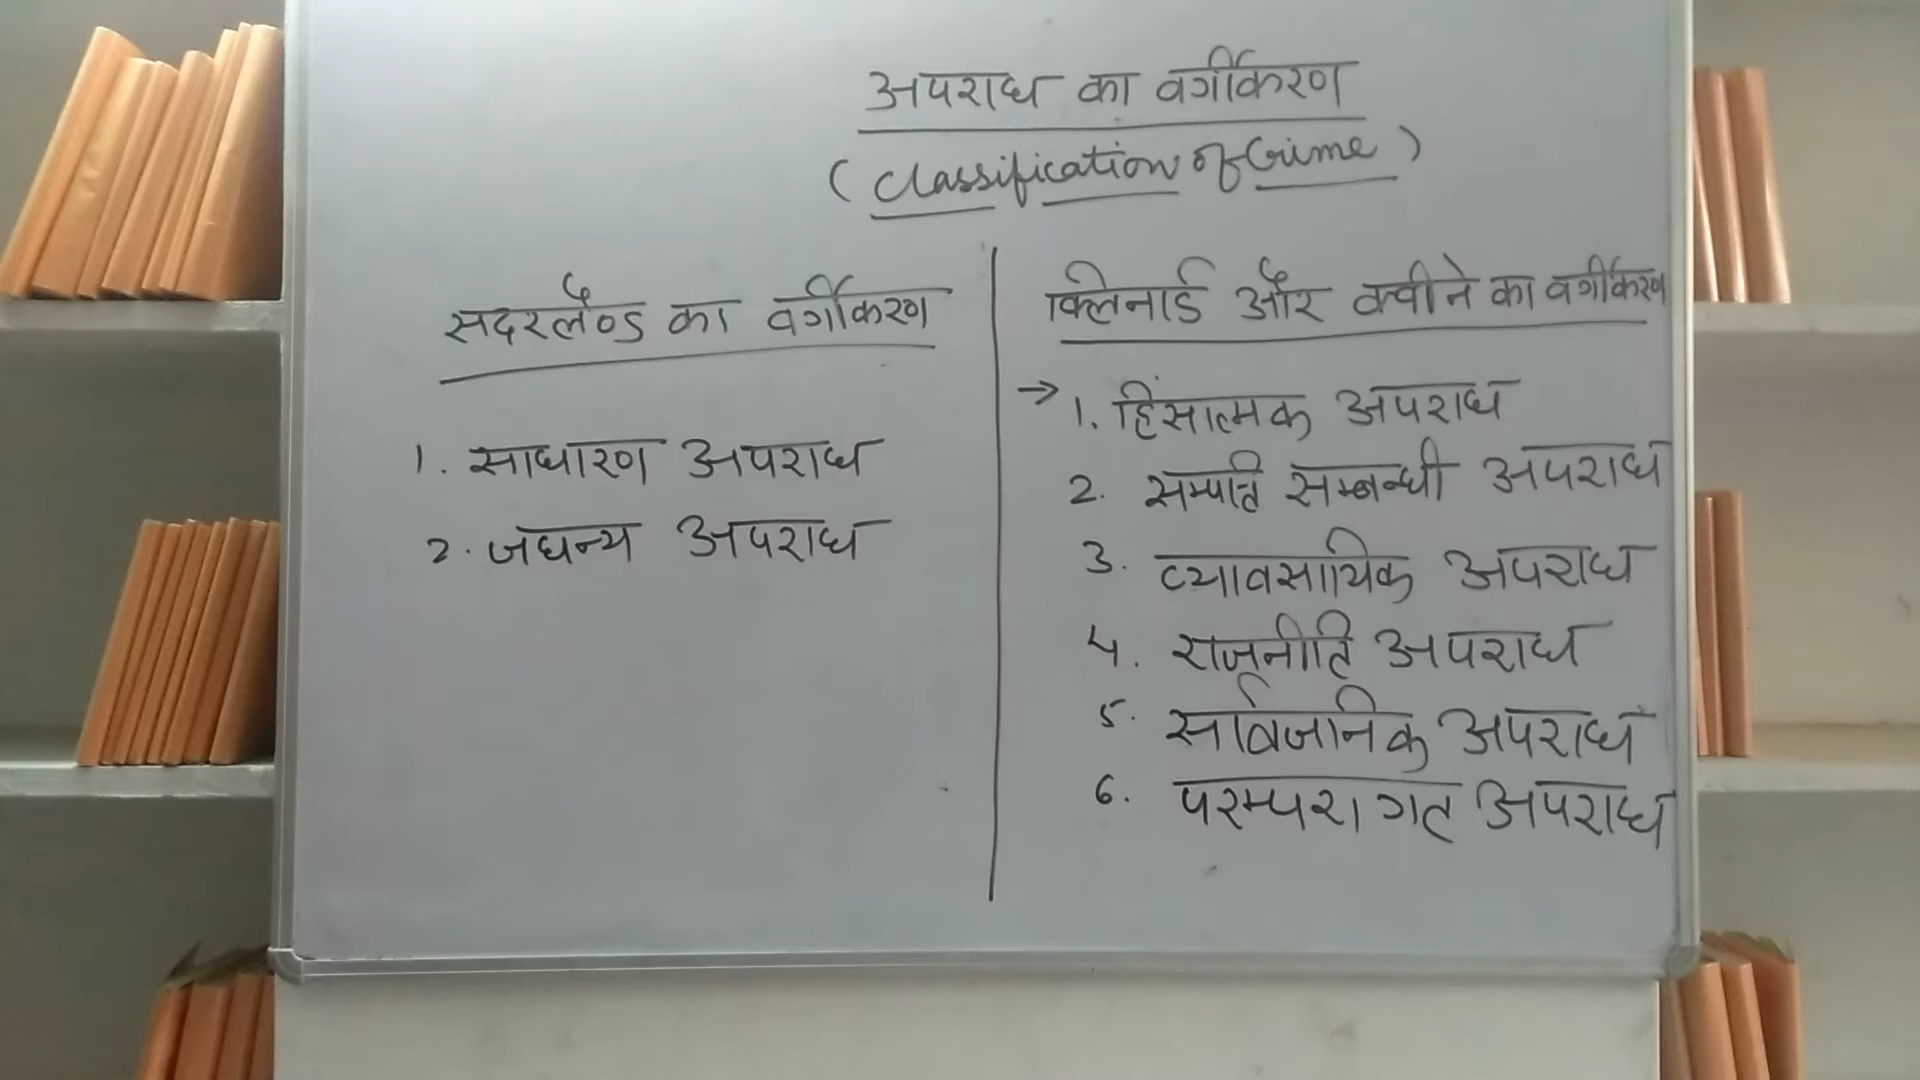 अपराध का वर्गीकरण
(Classification of Crime)
सदरलैण्ड का वर्गीकरण
1. साधारण अपराध
2. जघन्य अपराध
क्लिनार्ड और क्वीने का वर्गीकरण
→ 1. हिंसात्मक अपराध
2. सम्पत्ति सम्बन्धी अपराध
3. व्यावसायिक अपराध
4. राजनीति अपराध
5. सार्वजनिक अपराध
6. परम्परागत अपराध